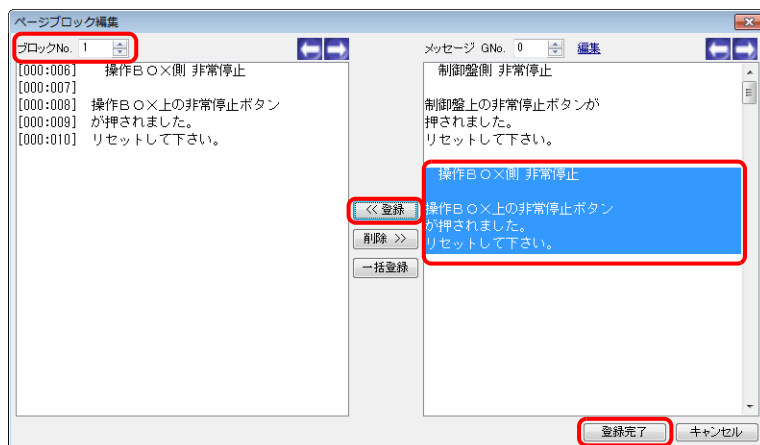 ページブロック編集
ブロックNo. 1
メッセージ GNo. 0 編集
[000:006] 操作ＢＯＸ側 非常停止
[000:007]
[000:008] 操作ＢＯＸ上の非常停止ボタン
[000:009] が押されました。
[000:010] リセットして下さい。
<< 登録
削除 >>
一括登録
制御盤側 非常停止
制御盤上の非常停止ボタンが
押されました。
リセットして下さい。
操作ＢＯＸ側 非常停止
操作ＢＯＸ上の非常停止ボタン
が押されました。
リセットして下さい。
登録完了
キャンセル